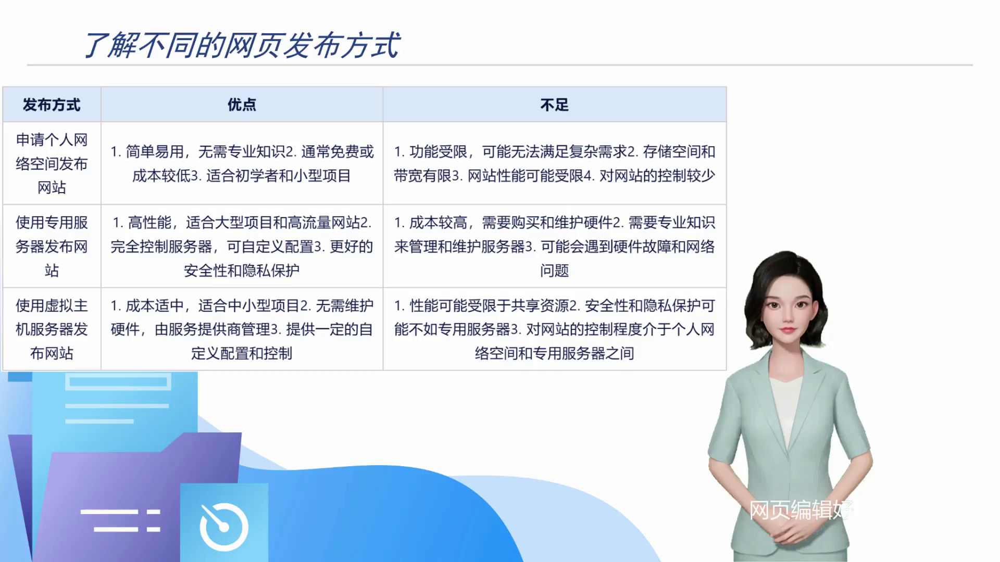 了解不同的网页发布方式
发布方式
优点
不足
申请个人网
络空间发布
网站
1. 简单易用，无需专业知识2. 通常免费或
成本较低3. 适合初学者和小型项目
1. 功能受限，可能无法满足复杂需求2. 存储空间和
带宽有限3. 网站性能可能受限4. 对网站的控制较少
使用专用服
务器发布网
站
1. 高性能，适合大型项目和高流量网站2.
完全控制服务器，可自定义配置3. 更好的
安全性和隐私保护
1. 成本较高，需要购买和维护硬件2. 需要专业知识
来管理和维护服务器3. 可能会遇到硬件故障和网络
问题
使用虚拟主
机服务器发
布网站
1. 成本适中，适合中小型项目2. 无需维护
硬件，由服务提供商管理3. 提供一定的自
定义配置和控制
1. 性能可能受限于共享资源2. 安全性和隐私保护可
能不如专用服务器3. 对网站的控制程度介于个人网
络空间和专用服务器之间
网页编辑好